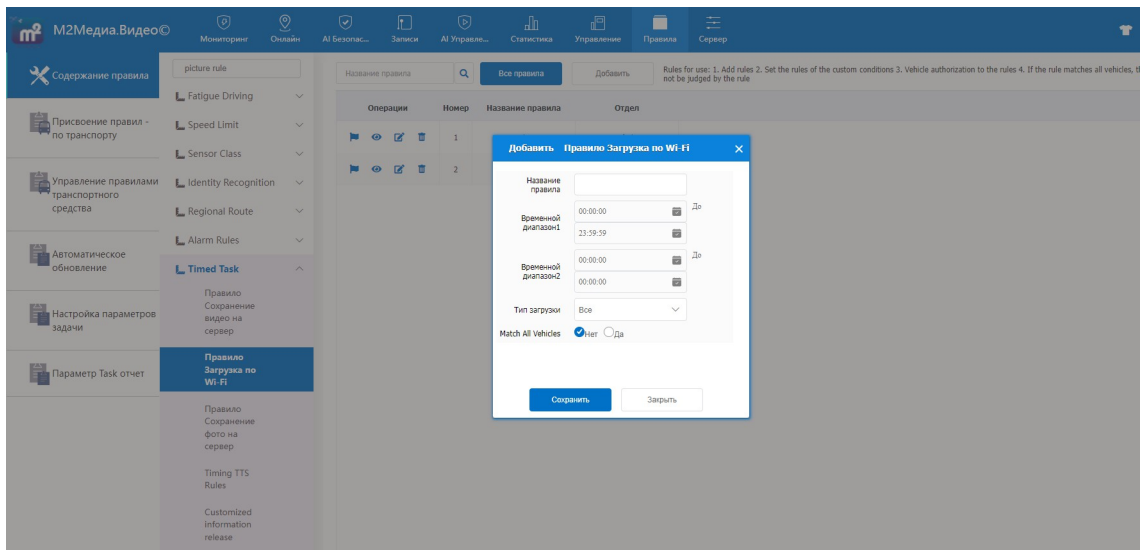 m²
М2Медиа.Видео©
Мониторинг
Онлайн
AI Безопас...
Записи
AI Управле...
Статистика
Управление
Правила
Сервер
Содержание правила
Присвоение правил -
по транспорту
Управление правилами
транспортного
средства
Автоматическое
обновление
Настройка параметров
задачи
Параметр Task отчет
picture rule
Fatigue Driving
Speed Limit
Sensor Class
Identity Recognition
Regional Route
Alarm Rules
Timed Task
Правило
Сохранение
видео на
сервер
Правило
Загрузка по
Wi-Fi
Правило
Сохранение
фото на
сервер
Timing TTS
Rules
Customized
information
release
Название правила
Все правила
Добавить
Rules for use: 1. Add rules 2. Set the rules of the custom conditions 3. Vehicle authorization to the rules 4. If the rule matches all vehicles,
not be judged by the rule
Операции
Номер
Название правила
Отдел
1
2
Добавить Правило Загрузка по Wi-Fi
Название
правила
Временной
диапазон1
00:00:00
До
23:59:59
Временной
диапазон2
00:00:00
До
00:00:00
Тип загрузки
Все
Match All Vehicles
Нет
Да
Сохранить
Закрыть